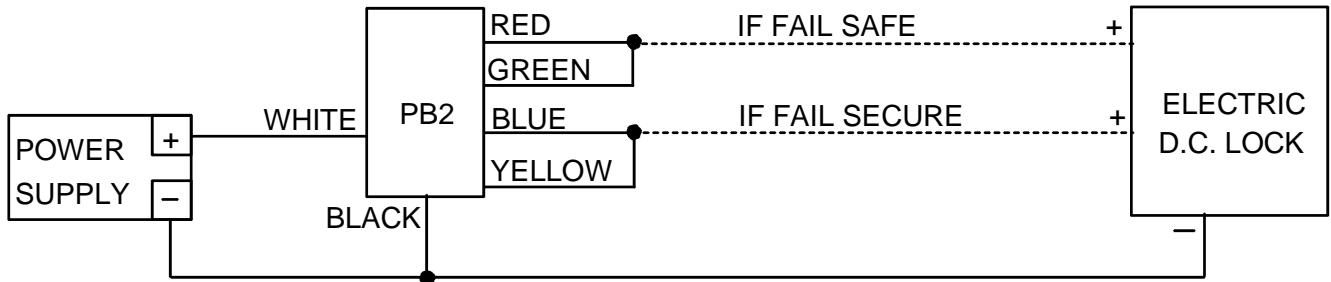 RED
IF FAIL SAFE
+
GREEN
POWER
SUPPLY
+
−
WHITE
PB2
BLUE
IF FAIL SECURE
+
YELLOW
BLACK
ELECTRIC
D.C. LOCK
−